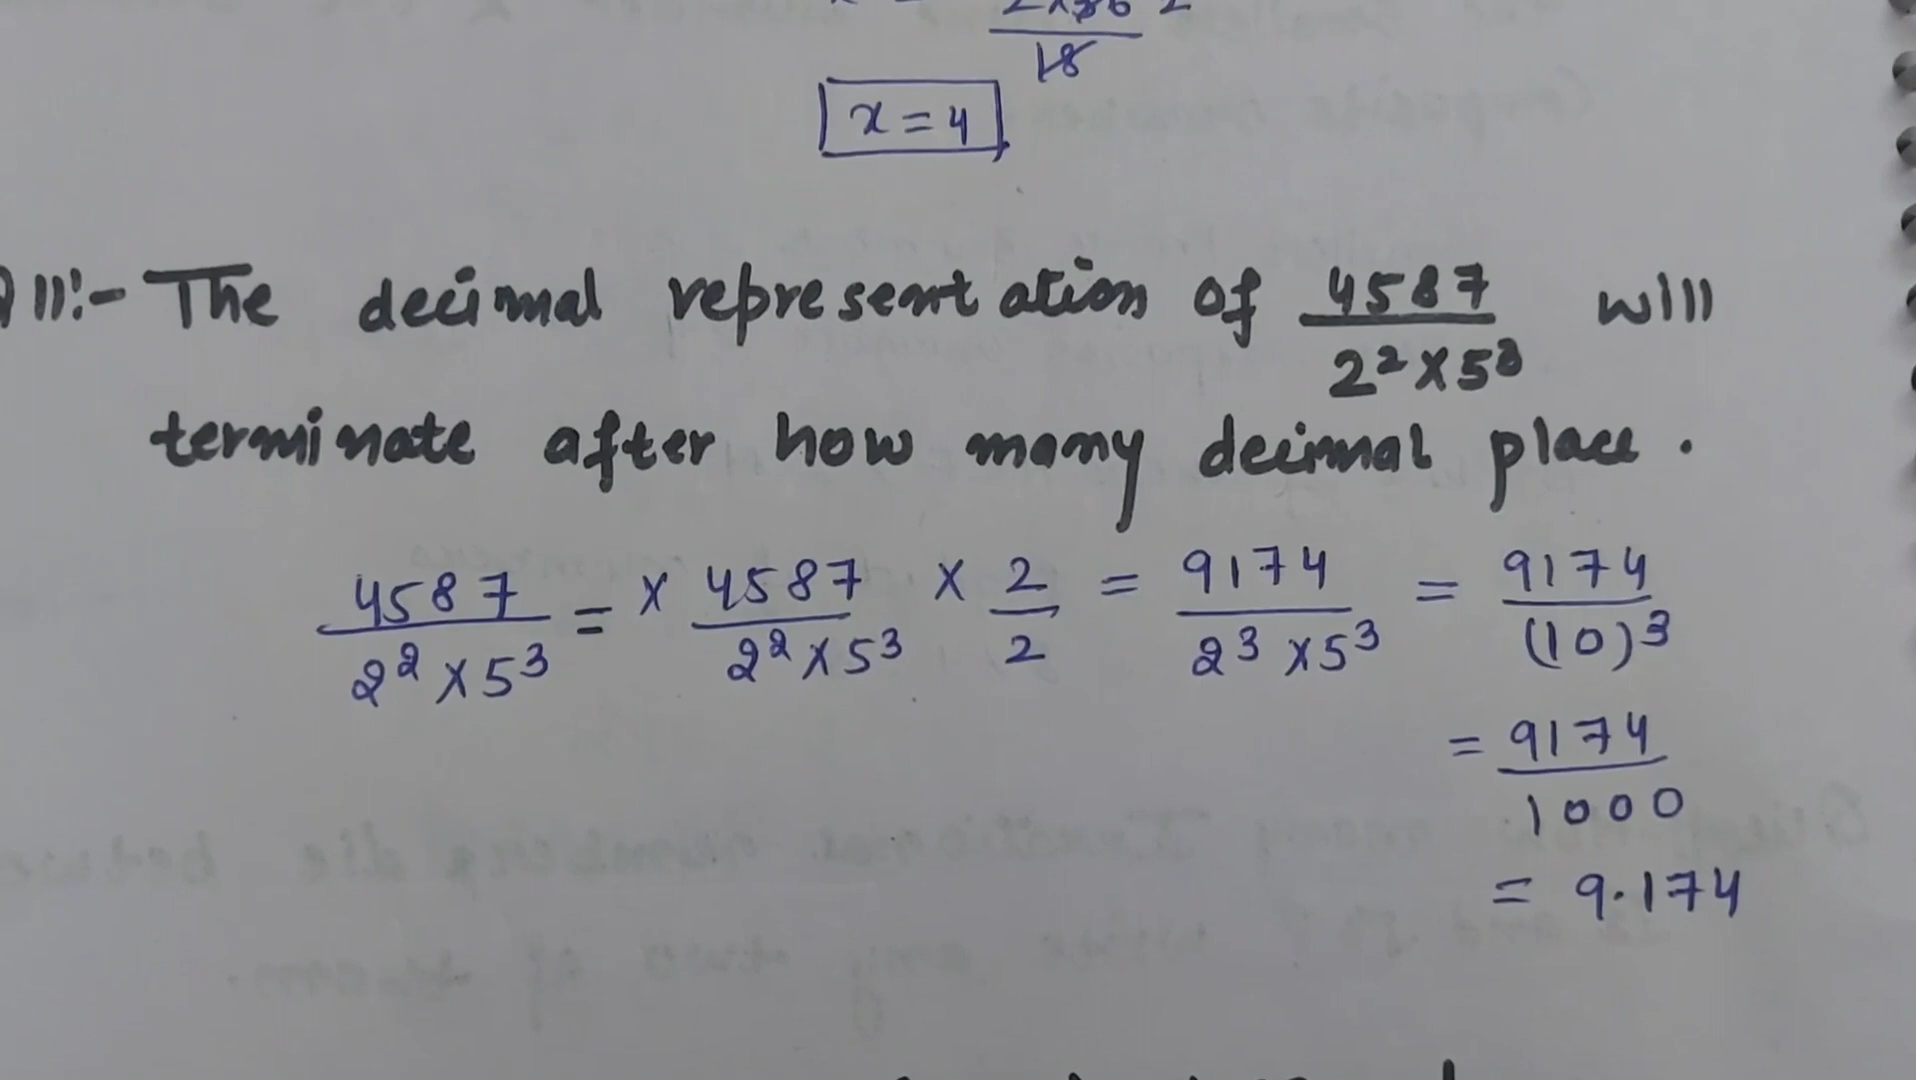 18
x = 4
Q11:- The decimal representation of 4587 / 2² × 5³ will
terminate after how many decimal place .
4587 / 2² × 5³ = × 4587 / 2² × 5³ × 2 / 2 = 9174 / 2³ × 5³ = 9174 / (10)³
= 9174 / 1000
= 9.174